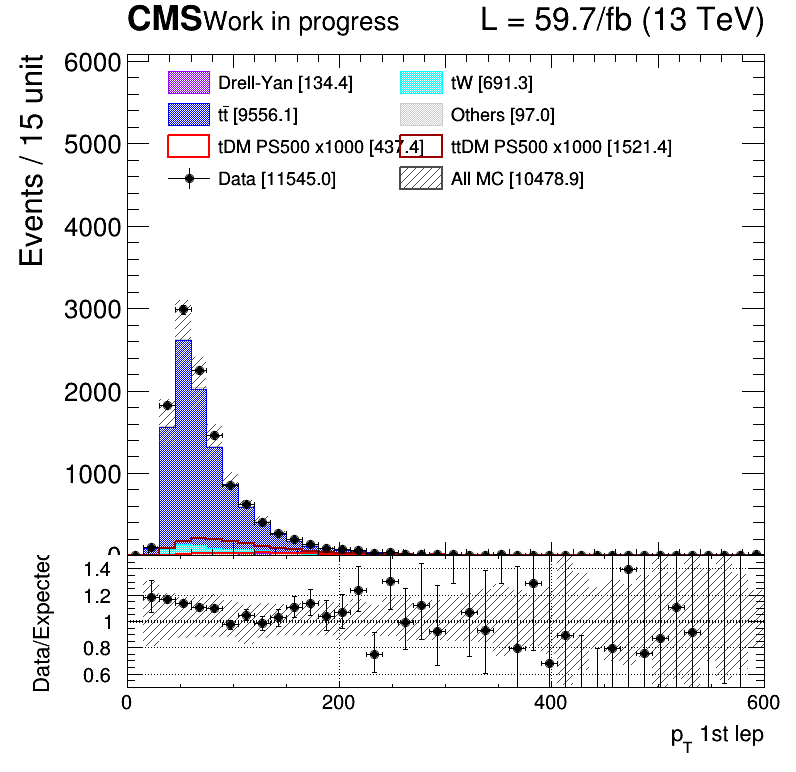 CMS Work in progress L = 59.7/fb (13 TeV)
Events / 15 unit
6000
5000
4000
3000
2000
1000
0
Drell-Yan [134.4] tW [691.3]
tt̄ [9556.1] Others [97.0]
tDM PS500 x1000 [437.4] ttDM PS500 x1000 [1521.4]
Data [11545.0] All MC [10478.9]
Data/Expected
1.4
1.2
1
0.8
0.6
0 200 400 600
p_T 1st lep